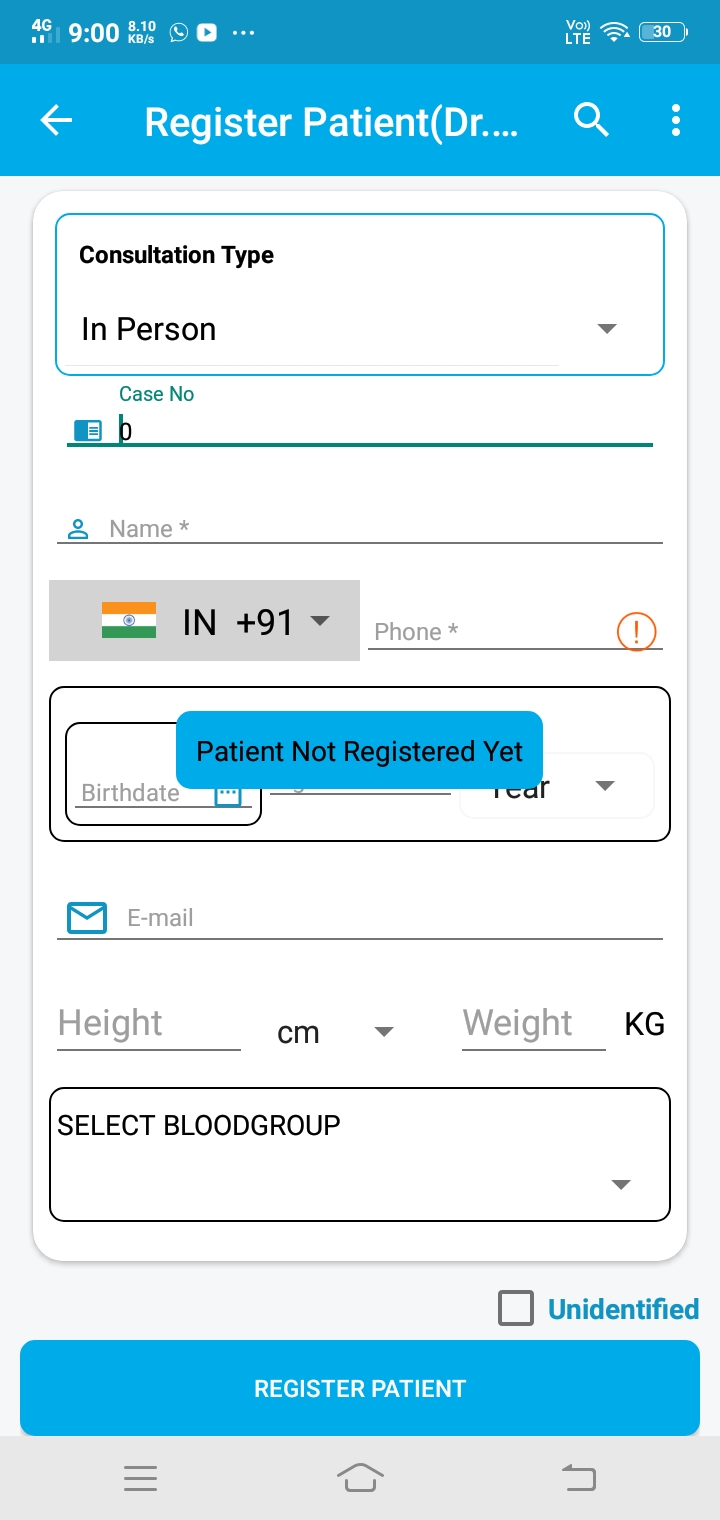 4G 9:00 8.10 KB/s Vo)) LTE 30
Register Patient(Dr....
Consultation Type
In Person
Case No
0
Name *
IN +91
Phone *
Patient Not Registered Yet
Birthdate
Year
E-mail
Height cm Weight KG
SELECT BLOODGROUP
Unidentified
REGISTER PATIENT